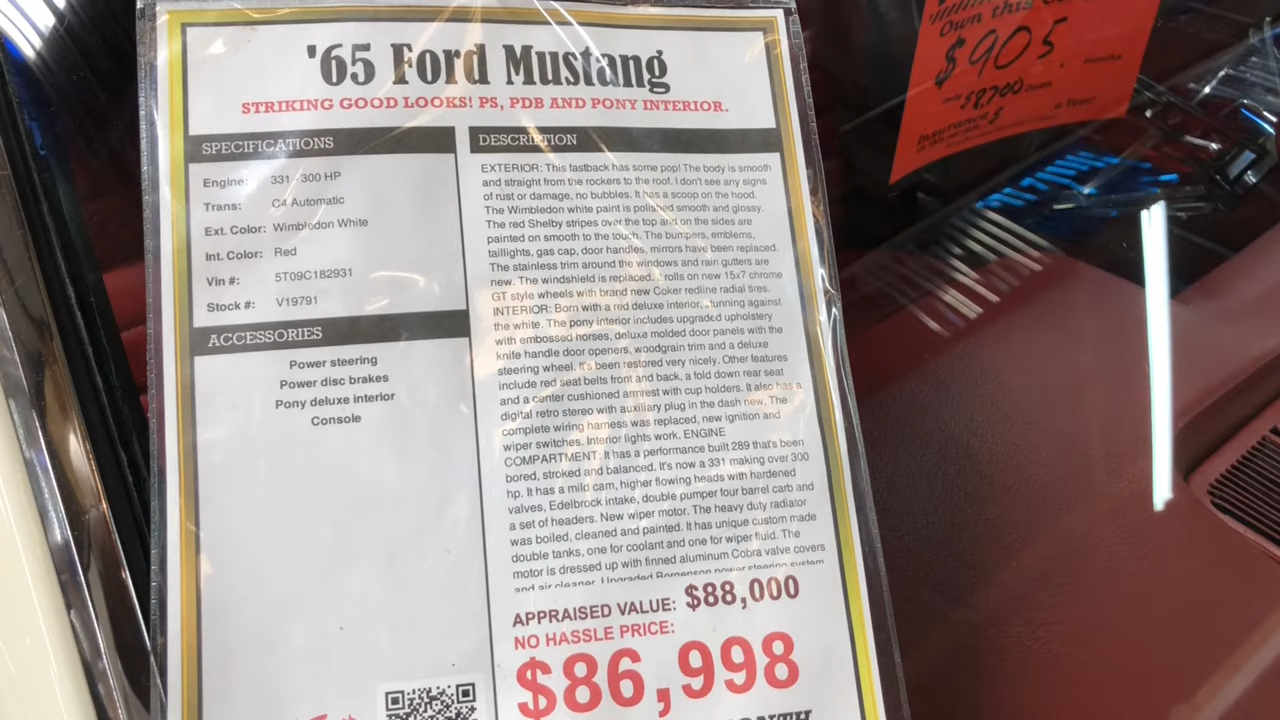 '65 Ford Mustang
STRIKING GOOD LOOKS! PS, PDB AND PONY INTERIOR.
SPECIFICATIONS
Engine: 331 -300 HP
Trans: C4 Automatic
Ext. Color: Wimbledon White
Int. Color: Red
Vin #: 5T09C182931
Stock #: V19791
ACCESSORIES
Power steering
Power disc brakes
Pony deluxe interior
Console
DESCRIPTION
EXTERIOR: This fastback has some pop! The body is smooth
and straight from the rockers to the roof. I don't see any signs
of rust or damage, no bubbles. It has a scoop on the hood.
The Wimbledon white paint is polished smooth and glossy.
The red Shelby stripes over the top and on the sides are
painted on smooth to the touch. The bumpers, emblems,
taillights, gas cap, door handles, mirrors have been replaced.
The stainless trim around the windows and rain gutters are
new. The windshield is replaced. It rolls on new 15x7 chrome
GT style wheels with brand new Coker redline radial tires.
INTERIOR: Born with a red deluxe interior, stunning against
the white. The pony interior includes upgraded upholstery
with embossed horses, deluxe molded door panels with the
knife handle door openers, woodgrain trim and a deluxe
steering wheel. It's been restored very nicely. Other features
include red seat belts front and back, a fold down rear seat
and a center cushioned armrest with cup holders. It also has a
digital retro stereo with auxiliary plug in the dash new. The
complete wiring harness was replaced, new ignition and
wiper switches. Interior lights work. ENGINE
COMPARTMENT: It has a performance built 289 that's been
bored, stroked and balanced. It's now a 331 making over 300
hp. It has a mild cam, higher flowing heads with hardened
valves, Edelbrock intake, double pumper four barrel carb and
a set of headers. New wiper motor. The heavy duty radiator
was boiled, cleaned and painted. It has unique custom made
double tanks, one for coolant and one for wiper fluid. The
motor is dressed up with finned aluminum Cobra valve covers
and air cleaner. Upgraded Borgenson power steering system
APPRAISED VALUE: $88,000
NO HASSLE PRICE:
$86,998
Own this
$905
Only $8,700 Down
Insurance $ a Year!